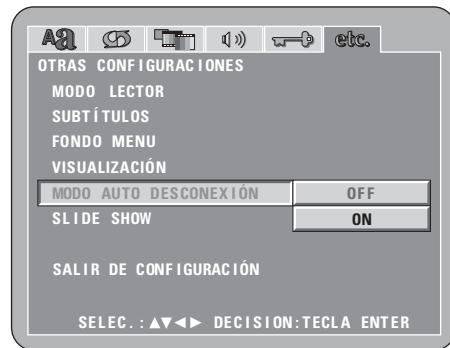 Aa etc.
OTRAS CONFIGURACIONES
MODO LECTOR
SUBTÍTULOS
FONDO MENU
VISUALIZACIÓN
MODO AUTO DESCONEXIÓN OFF
SLIDE SHOW ON
SALIR DE CONFIGURACIÓN
SELEC.:▲▼◄► DECISION:TECLA ENTER